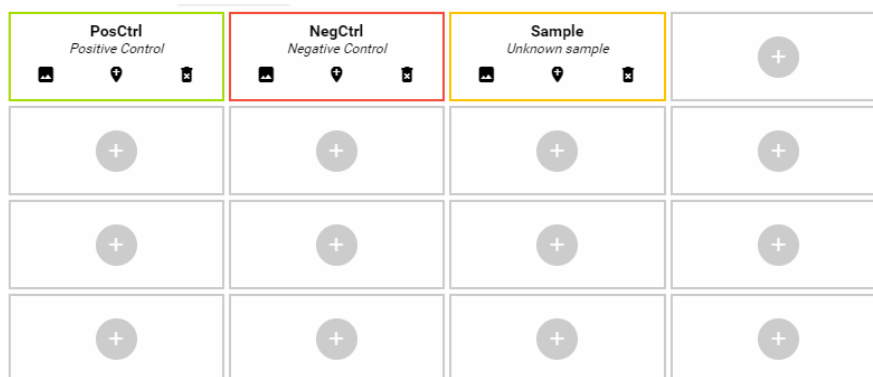 PosCtrl
Positive Control
NegCtrl
Negative Control
Sample
Unknown sample